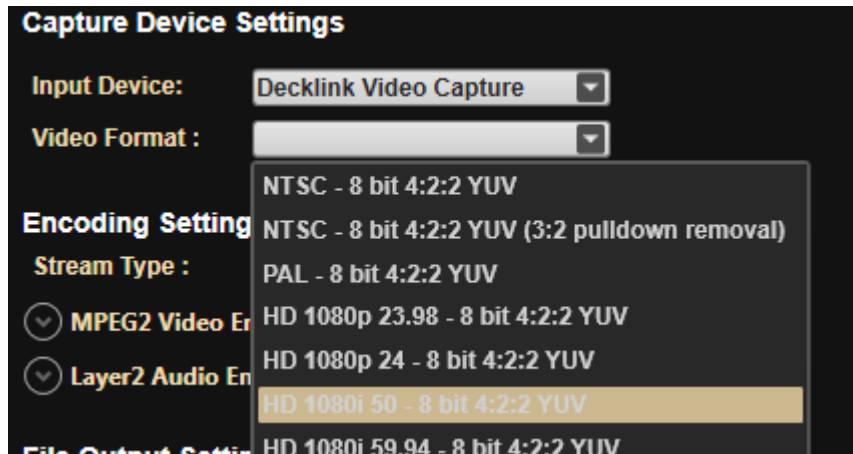 Capture Device Settings
Input Device: Decklink Video Capture
Video Format :
NTSC - 8 bit 4:2:2 YUV
Encoding Setting
NTSC - 8 bit 4:2:2 YUV (3:2 pulldown removal)
Stream Type :
PAL - 8 bit 4:2:2 YUV
MPEG2 Video En
HD 1080p 23.98 - 8 bit 4:2:2 YUV
HD 1080p 24 - 8 bit 4:2:2 YUV
Layer2 Audio En
HD 1080i 50 - 8 bit 4:2:2 YUV
File Output Settin
HD 1080i 59.94 - 8 bit 4:2:2 YUV